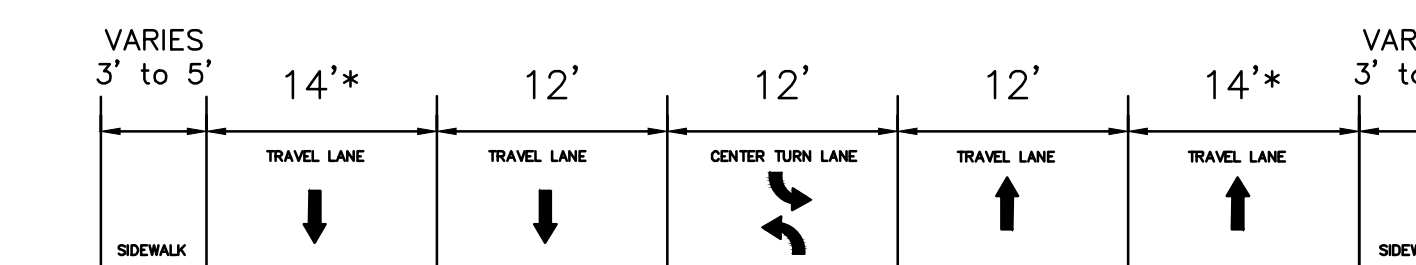 VARIES
3' to 5'
14'*
12'
12'
12'
14'*
TRAVEL LANE
TRAVEL LANE
CENTER TURN LANE
TRAVEL LANE
TRAVEL LANE
SIDEWALK